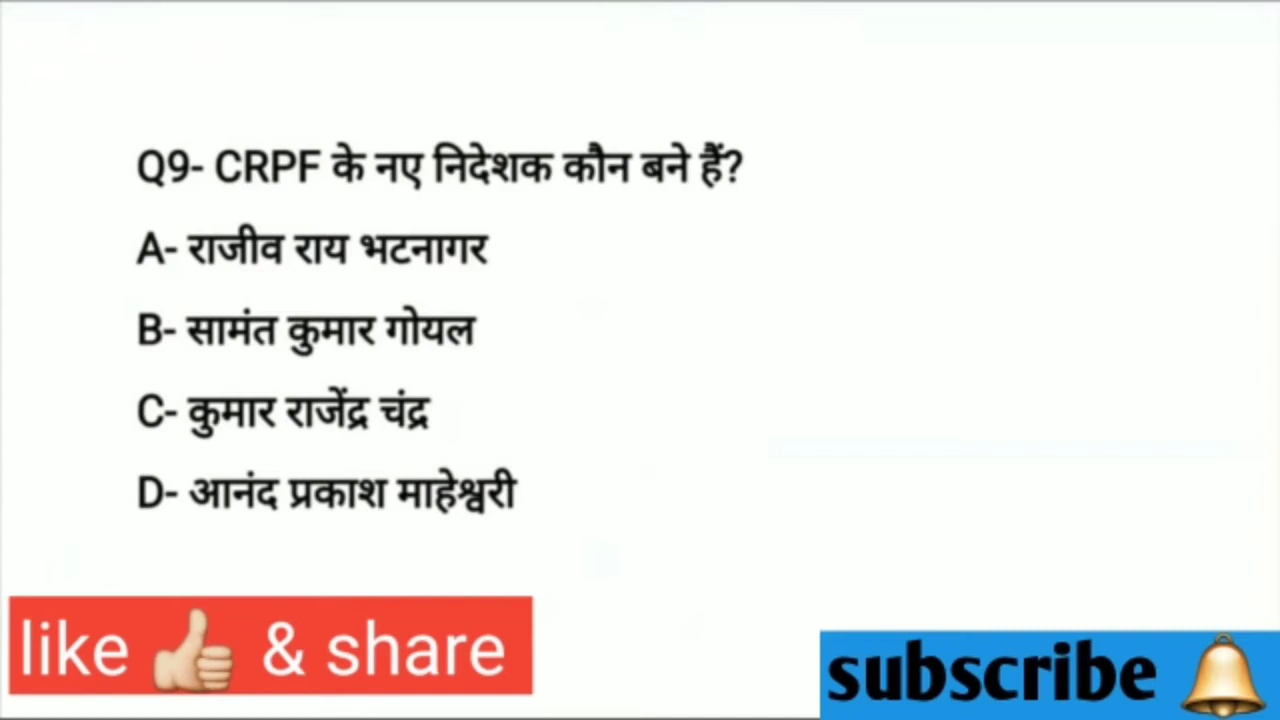 Q9- CRPF के नए निदेशक कौन बने हैं?
A- राजीव राय भटनागर
B- सामंत कुमार गोयल
C- कुमार राजेंद्र चंद्र
D- आनंद प्रकाश माहेश्वरी
like 👍 & share
subscribe 🔔